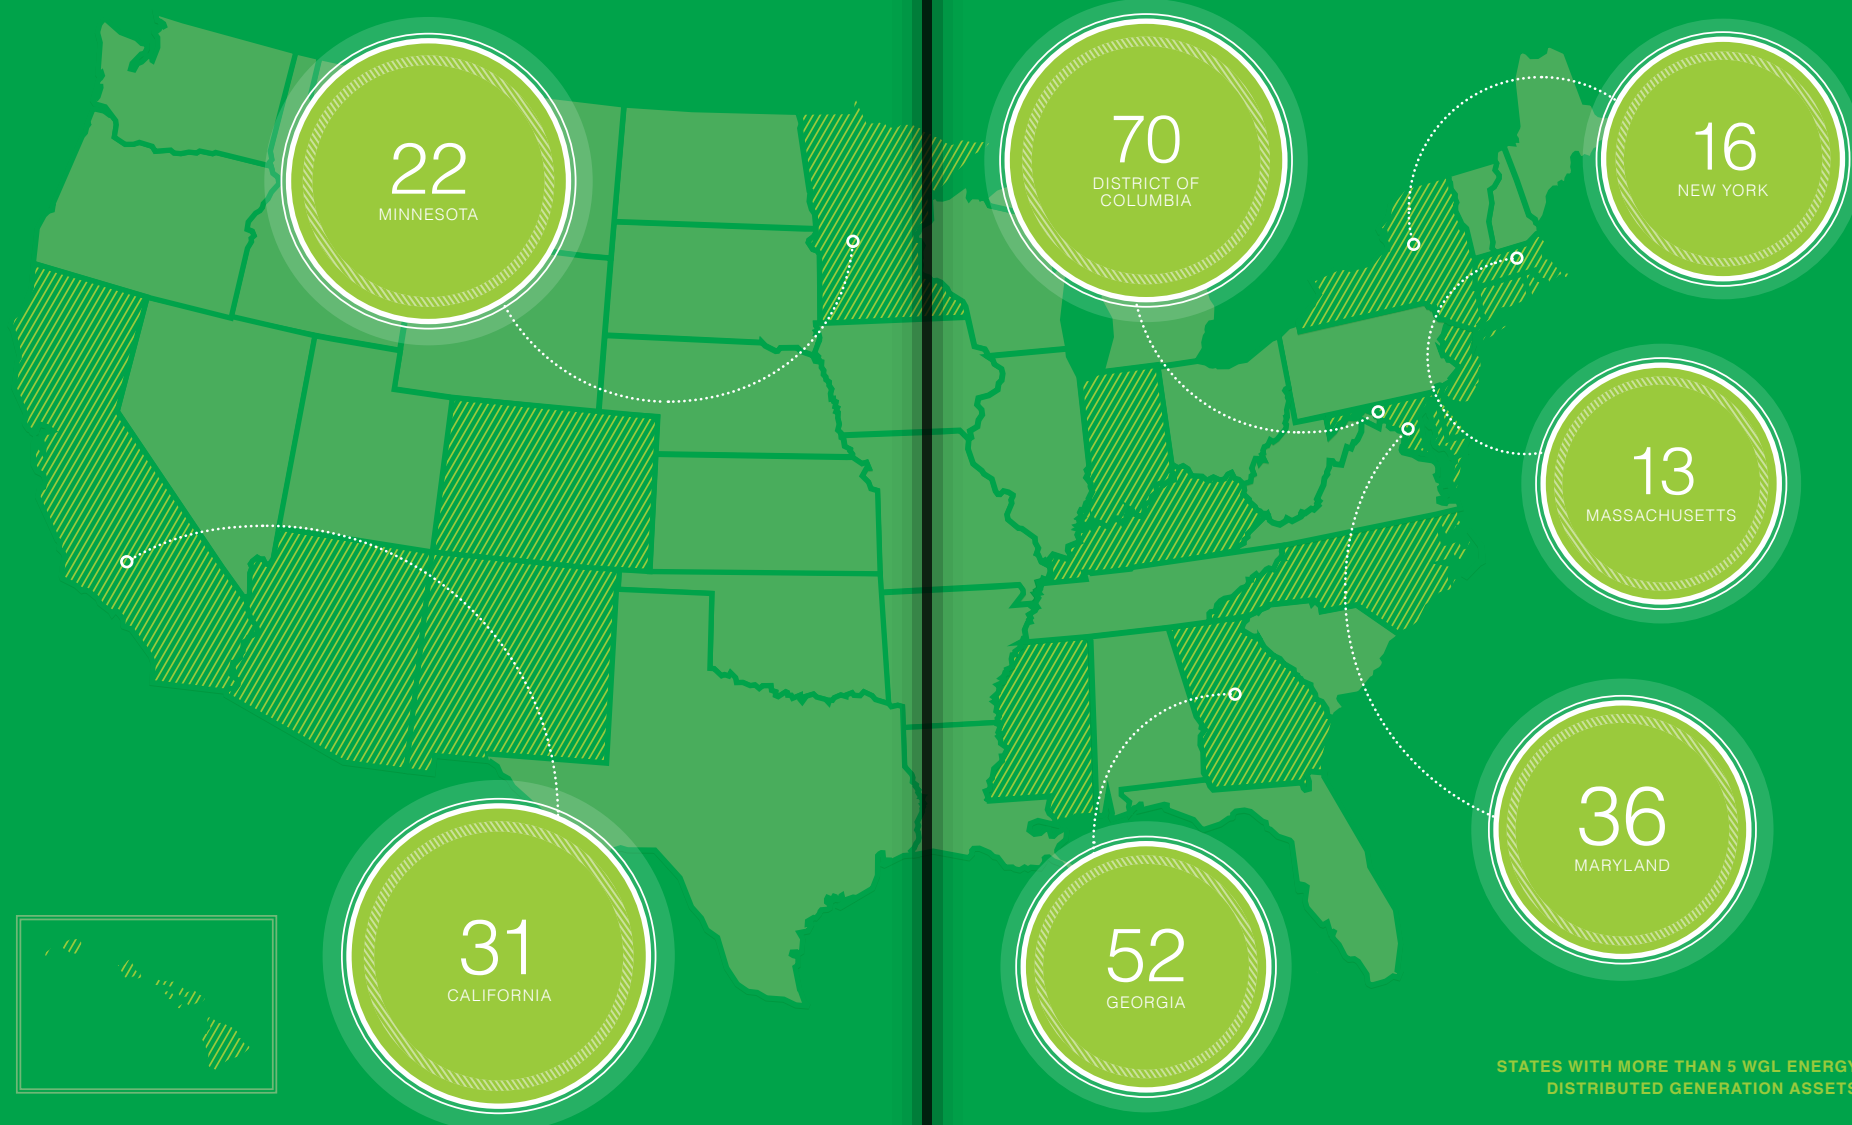 22
MINNESOTA
70
DISTRICT OF
COLUMBIA
16
NEW YORK
13
MASSACHUSETTS
36
MARYLAND
31
CALIFORNIA
52
GEORGIA
STATES WITH MORE THAN 5 WGL ENERGY
DISTRIBUTED GENERATION ASSETS